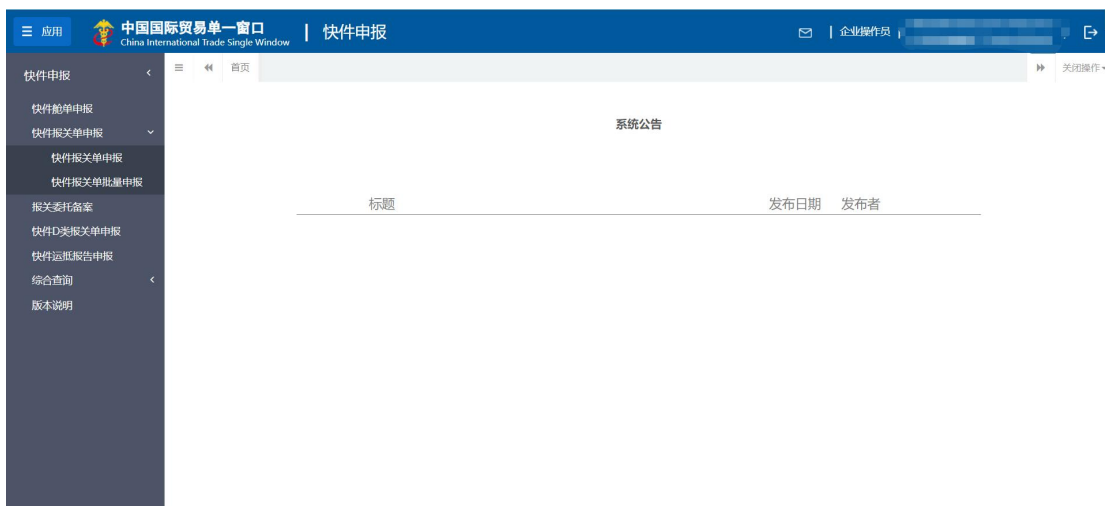 应用
中国国际贸易单一窗口
China International Trade Single Window
快件申报
企业操作员
快件申报
首页
关闭操作
快件舱单申报
快件报关单申报
快件报关单申报
快件报关单批量申报
报关委托备案
快件D类报关单申报
快件运抵报告申报
综合查询
版本说明
系统公告
标题 发布日期 发布者